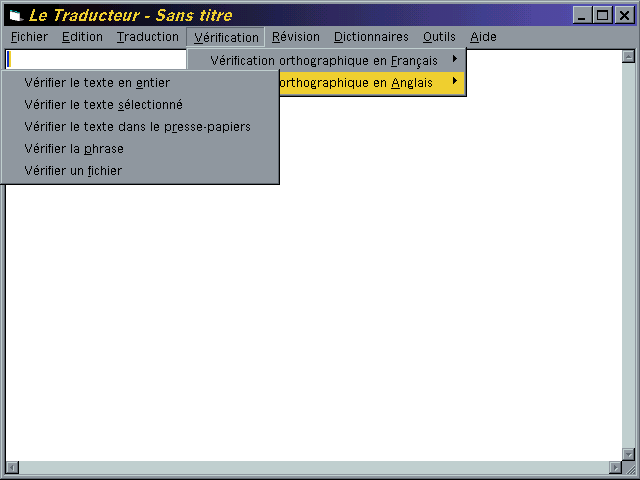 Le Traducteur - Sans titre
Fichier Edition Traduction Vérification Révision Dictionnaires Outils Aide
Vérification orthographique en Français
orthographique en Anglais
Vérifier le texte en entier
Vérifier le texte sélectionné
Vérifier le texte dans le presse-papiers
Vérifier la phrase
Vérifier un fichier